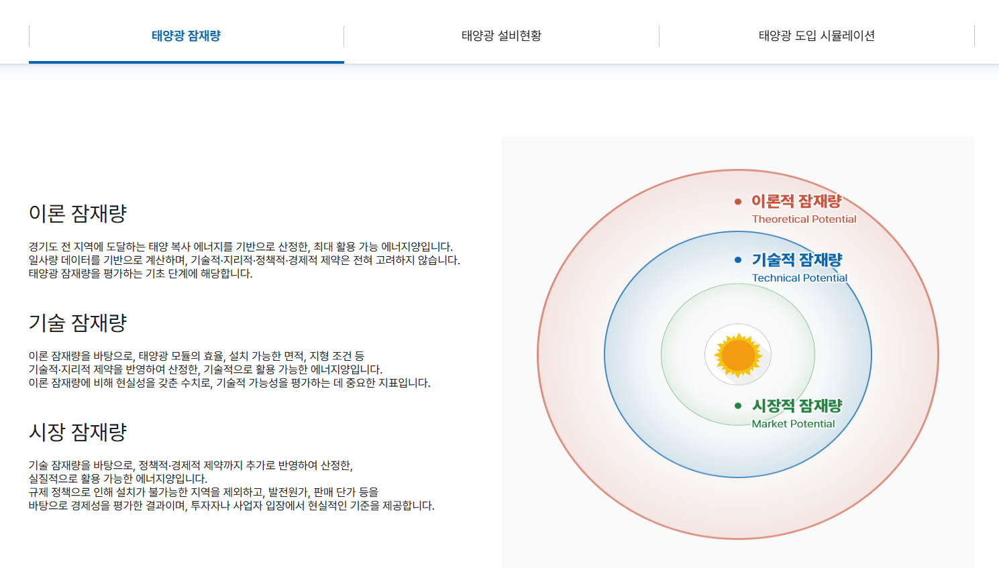 태양광 잠재량
태양광 설비현황
태양광 도입 시뮬레이션
이론 잠재량
경기도 전 지역에 도달하는 태양 복사 에너지를 기반으로 산정한, 최대 활용 가능 에너지양입니다.
일사량 데이터를 기반으로 계산하며, 기술적·지리적·정책적·경제적 제약은 전혀 고려하지 않습니다.
태양광 잠재량을 평가하는 기초 단계에 해당합니다.
기술 잠재량
이론 잠재량을 바탕으로, 태양광 모듈의 효율, 설치 가능한 면적, 지형 조건 등
기술적·지리적 제약을 반영하여 산정한, 기술적으로 활용 가능한 에너지양입니다.
이론 잠재량에 비해 현실성을 갖춘 수치로, 기술적 가능성을 평가하는 데 중요한 지표입니다.
시장 잠재량
기술 잠재량을 바탕으로, 정책적·경제적 제약까지 추가로 반영하여 산정한,
실질적으로 활용 가능한 에너지양입니다.
규제 정책으로 인해 설치가 불가능한 지역을 제외하고, 발전원가, 판매 단가 등을
바탕으로 경제성을 평가한 결과이며, 투자자나 사업자 입장에서 현실적인 기준을 제공합니다.
이론적 잠재량
Theoretical Potential
기술적 잠재량
Technical Potential
시장적 잠재량
Market Potential